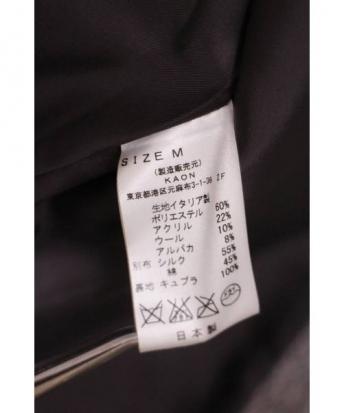 SIZE M
(製造販売元)
KAON
東京都港区元麻布3-1-36 2F
生地イタリア製
ポリエステル 60%
アクリル 22%
ウール 10%
アルパカ 8%
別布 シルク 55%
綿 45%
裏地 キュプラ 100%
日本製